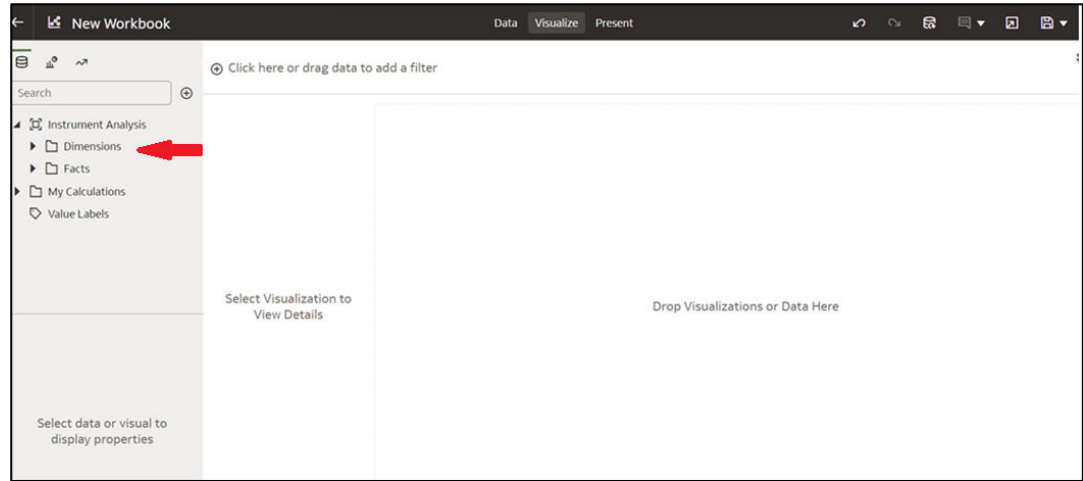 New Workbook
Data Visualize Present
Click here or drag data to add a filter
Search
Instrument Analysis
Dimensions
Facts
My Calculations
Value Labels
Select Visualization to
View Details
Drop Visualizations or Data Here
Select data or visual to
display properties